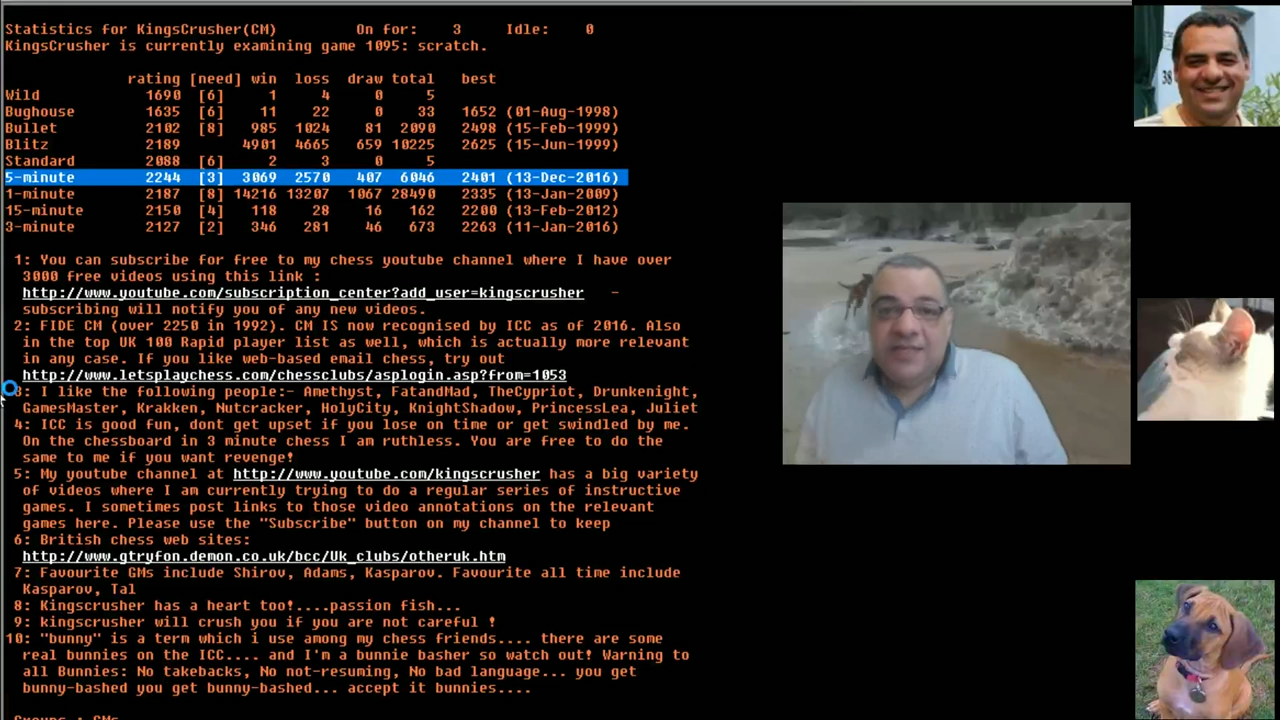 Statistics for KingsCrusher(CM) On for: 3 Idle: 0
KingsCrusher is currently examining game 1095: scratch.
rating [need] win loss draw total best
Wild 1690 [6] 1 4 0 5
Bughouse 1635 [6] 11 22 0 33 1652 (01-Aug-1998)
Bullet 2102 [8] 985 1024 81 2090 2498 (15-Feb-1999)
Blitz 2189 4901 4665 659 10225 2625 (15-Jun-1999)
Standard 2088 [6] 2 3 0 5
5-minute 2244 [3] 3069 2570 407 6046 2401 (13-Dec-2016)
1-minute 2187 [8] 14216 13207 1067 28490 2335 (13-Jan-2009)
15-minute 2150 [4] 118 28 16 162 2200 (13-Feb-2012)
3-minute 2127 [2] 346 281 46 673 2263 (11-Jan-2016)
1: You can subscribe for free to my chess youtube channel where I have over
3000 free videos using this link :
http://www.youtube.com/subscription_center?add_user=kingscrusher -
subscribing will notify you of any new videos.
2: FIDE CM (over 2250 in 1992). CM IS now recognised by ICC as of 2016. Also
in the top UK 100 Rapid player list as well, which is actually more relevant
in any case. If you like web-based email chess, try out
http://www.letsplaychess.com/chessclubs/asplogin.asp?from=1053
3: I like the following people:- Amethyst, FatandMad, TheCypriot, Drunkenight,
GamesMaster, Krakken, Nutcracker, HolyCity, KnightShadow, PrincessLea, Juliet
4: ICC is good fun, dont get upset if you lose on time or get swindled by me.
On the chessboard in 3 minute chess I am ruthless. You are free to do the
same to me if you want revenge!
5: My youtube channel at http://www.youtube.com/kingscrusher has a big variety
of videos where I am currently trying to do a regular series of instructive
games. I sometimes post links to those video annotations on the relevant
games here. Please use the "Subscribe" button on my channel to keep
6: British chess web sites:
http://www.gtryfon.demon.co.uk/bcc/Uk_clubs/otheruk.htm
7: Favourite GMs include Shirov, Adams, Kasparov. Favourite all time include
Kasparov, Tal
8: Kingscrusher has a heart too!....passion fish...
9: kingscrusher will crush you if you are not careful !
10: "bunny" is a term which i use among my chess friends.... there are some
real bunnies on the ICC.... and I'm a bunnie basher so watch out! Warning to
all Bunnies: No takebacks, No not-resuming, No bad language... you get
bunny-bashed you get bunny-bashed... accept it bunnies....
Groups : GMs
38